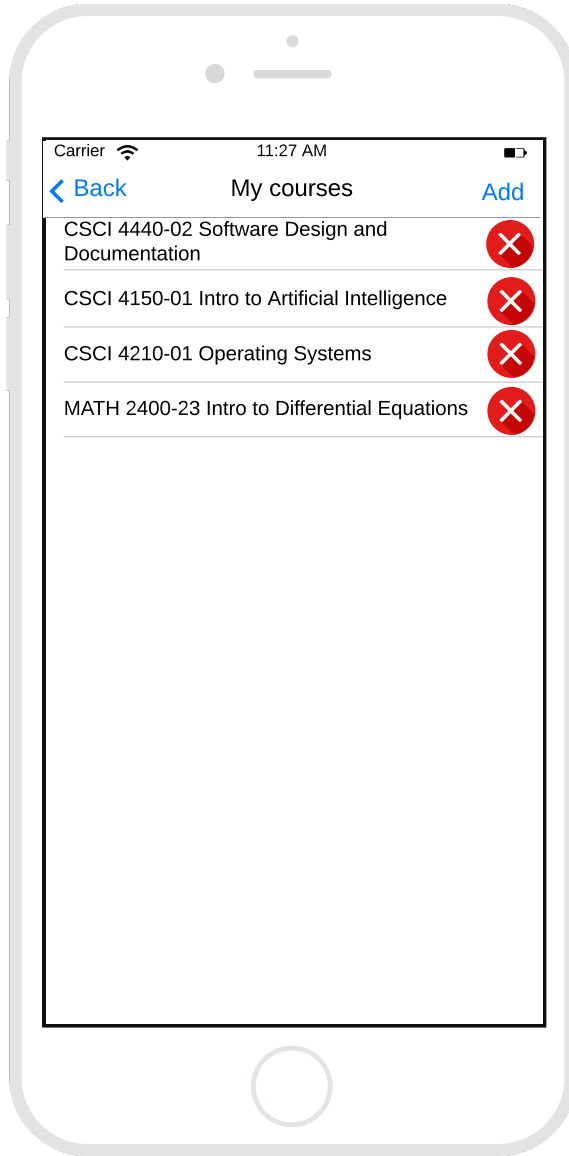 Carrier 11:27 AM
Back My courses Add
CSCI 4440-02 Software Design and
Documentation
CSCI 4150-01 Intro to Artificial Intelligence
CSCI 4210-01 Operating Systems
MATH 2400-23 Intro to Differential Equations